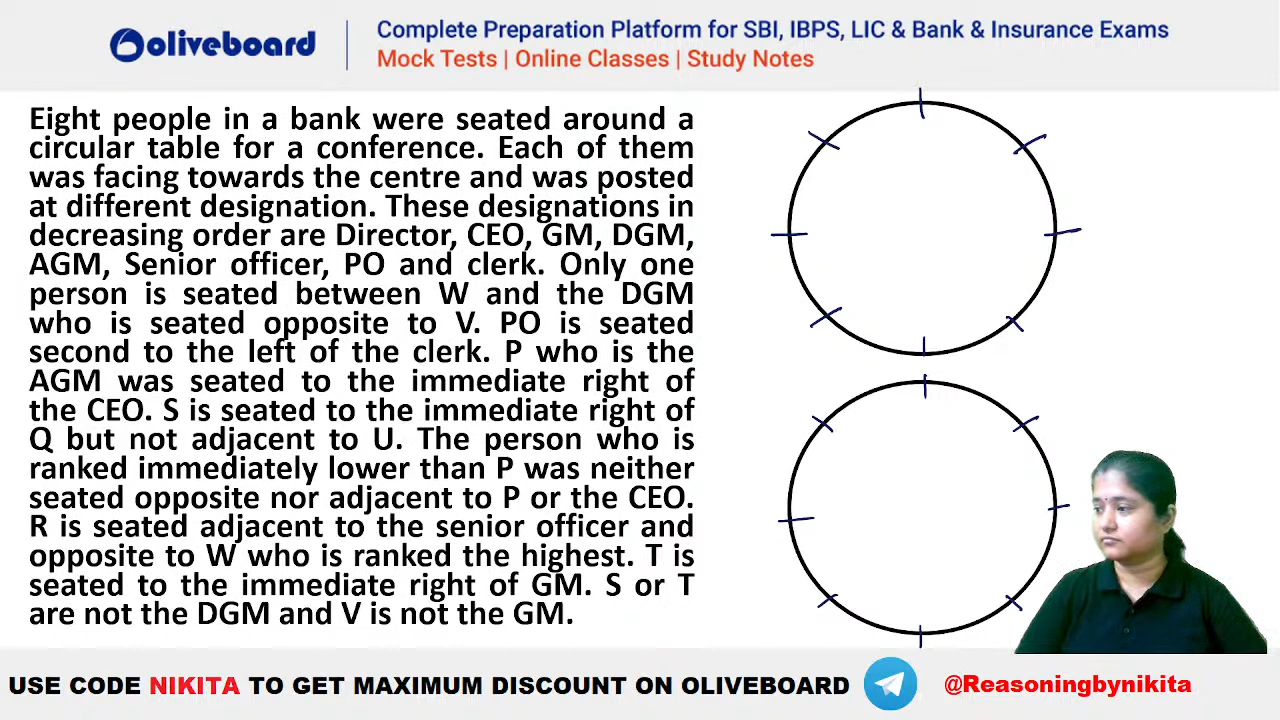 oliveboard
Complete Preparation Platform for SBI, IBPS, LIC & Bank & Insurance Exams
Mock Tests | Online Classes | Study Notes
Eight people in a bank were seated around a
circular table for a conference. Each of them
was facing towards the centre and was posted
at different designation. These designations in
decreasing order are Director, CEO, GM, DGM,
AGM, Senior officer, PO and clerk. Only one
person is seated between W and the DGM
who is seated opposite to V. PO is seated
second to the left of the clerk. P who is the
AGM was seated to the immediate right of
the CEO. S is seated to the immediate right of
Q but not adjacent to U. The person who is
ranked immediately lower than P was neither
seated opposite nor adjacent to P or the CEO.
R is seated adjacent to the senior officer and
opposite to W who is ranked the highest. T is
seated to the immediate right of GM. S or T
are not the DGM and V is not the GM.
USE CODE NIKITA TO GET MAXIMUM DISCOUNT ON OLIVEBOARD
@Reasoningbynikita